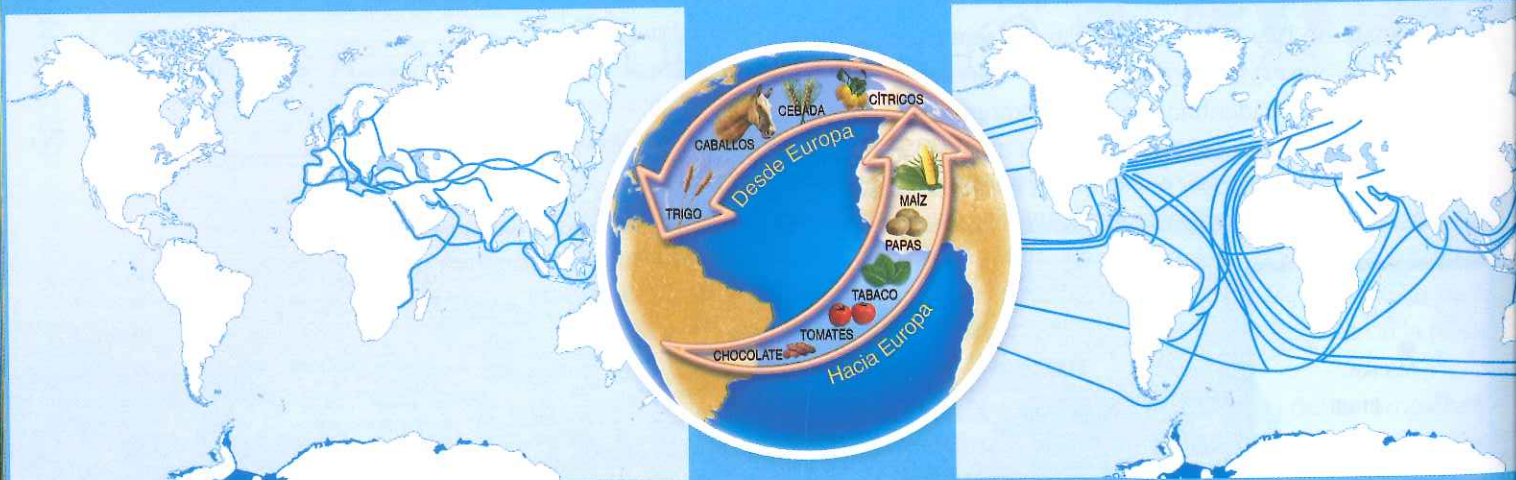 CÍTRICOS
CEBADA
CABALLOS
TRIGO
Desde Europa
MAÍZ
PAPAS
TABACO
TOMATES
CHOCOLATE
Hacia Europa